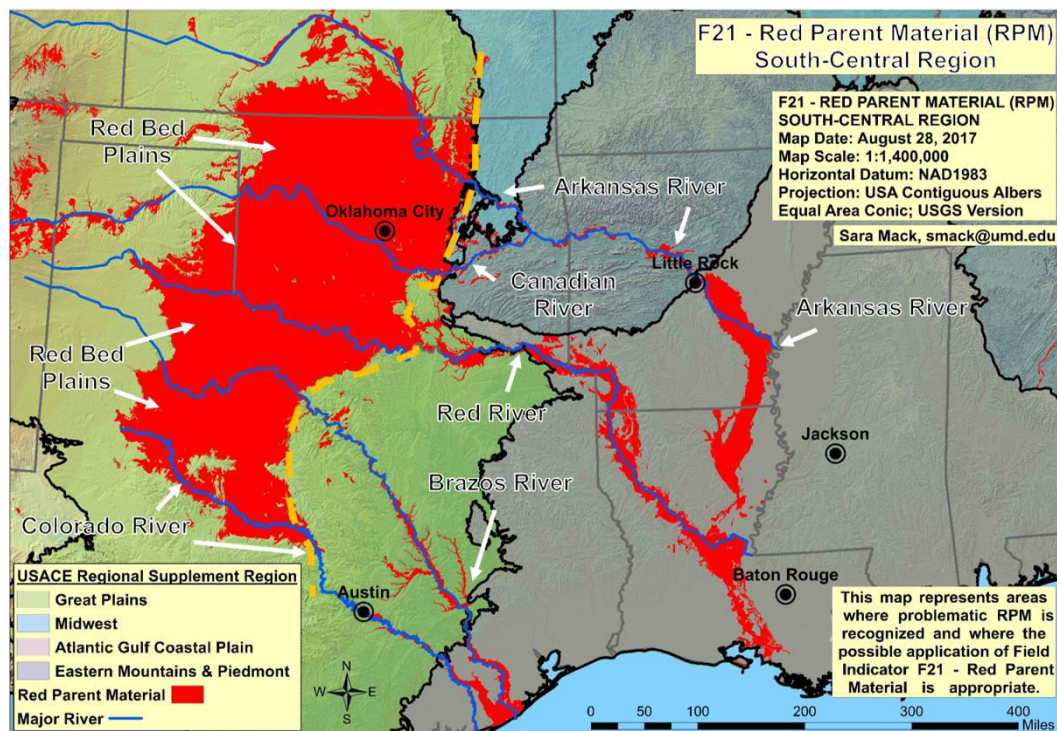 F21 - Red Parent Material (RPM)
South-Central Region
F21 - RED PARENT MATERIAL (RPM)
SOUTH-CENTRAL REGION
Map Date: August 28, 2017
Map Scale: 1:1,400,000
Horizontal Datum: NAD1983
Projection: USA Contiguous Albers
Equal Area Conic; USGS Version
Sara Mack, smack@umd.edu
Red Bed
Plains
Arkansas River
Oklahoma City
Little Rock
Canadian
River
Arkansas River
Red Bed
Plains
Red River
Jackson
Brazos River
Colorado River
Baton Rouge
Austin
USACE Regional Supplement Region
Great Plains
Midwest
Atlantic Gulf Coastal Plain
Eastern Mountains & Piedmont
Red Parent Material
Major River
N
W E
S
This map represents areas
where problematic RPM is
recognized and where the
possible application of Field
Indicator F21 - Red Parent
Material is appropriate.
0 50 100 200 300 400
Miles